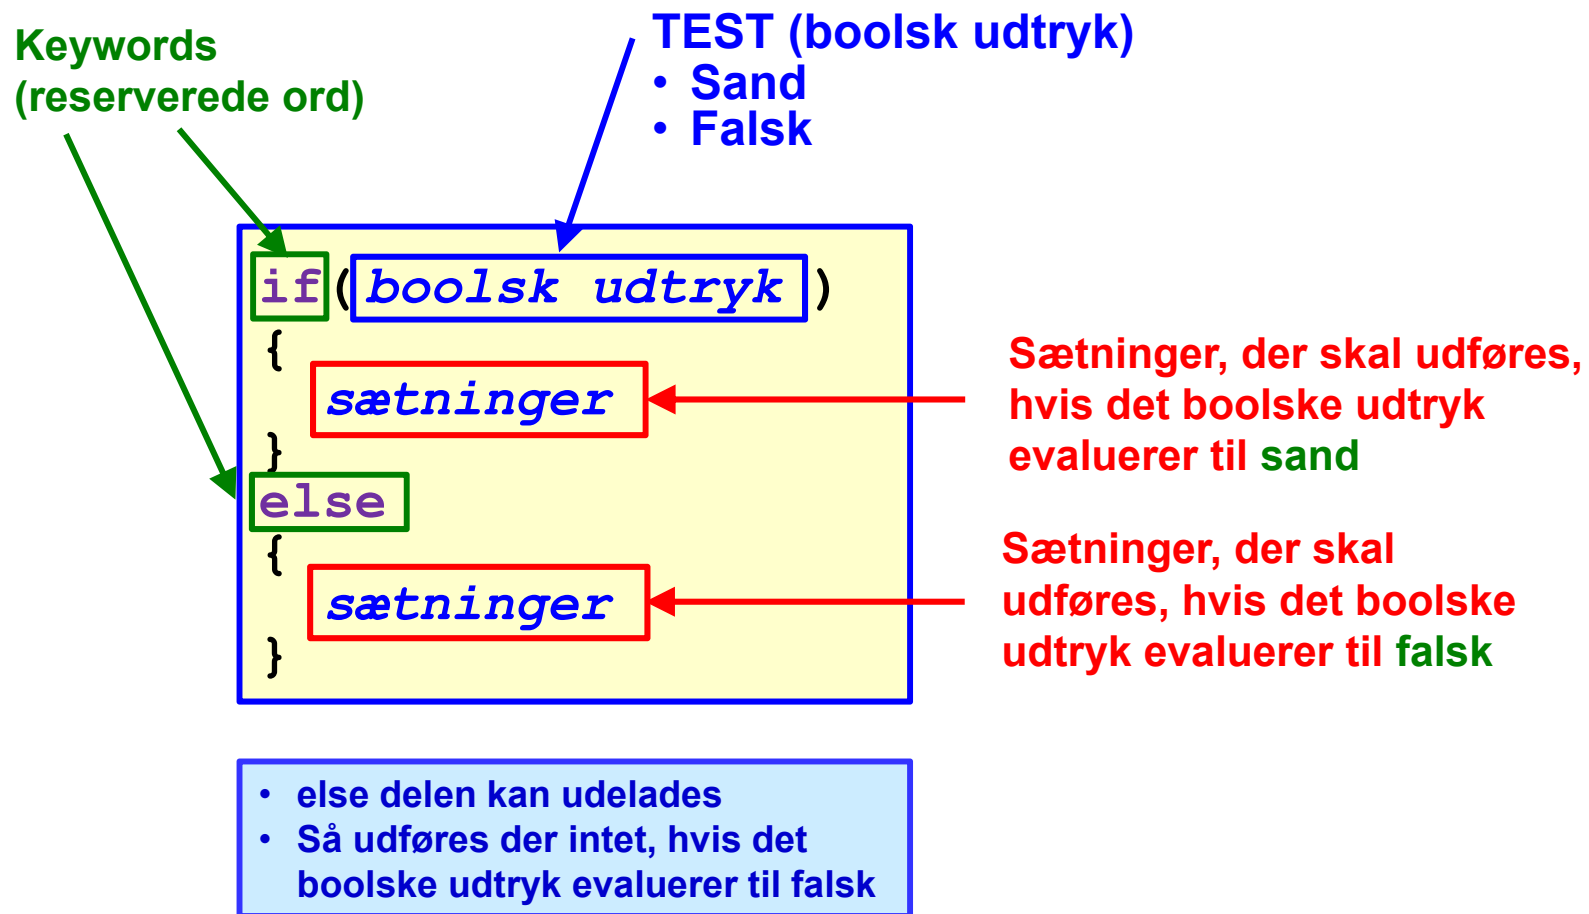 Keywords
(reserverede ord)
TEST (boolsk udtryk)
• Sand
• Falsk
if(boolsk udtryk)
{
sætninger
}
else
{
sætninger
}
Sætninger, der skal udføres,
hvis det boolske udtryk
evaluerer til sand
Sætninger, der skal
udføres, hvis det boolske
udtryk evaluerer til falsk
• else delen kan udelades
• Så udføres der intet, hvis det
boolske udtryk evaluerer til falsk